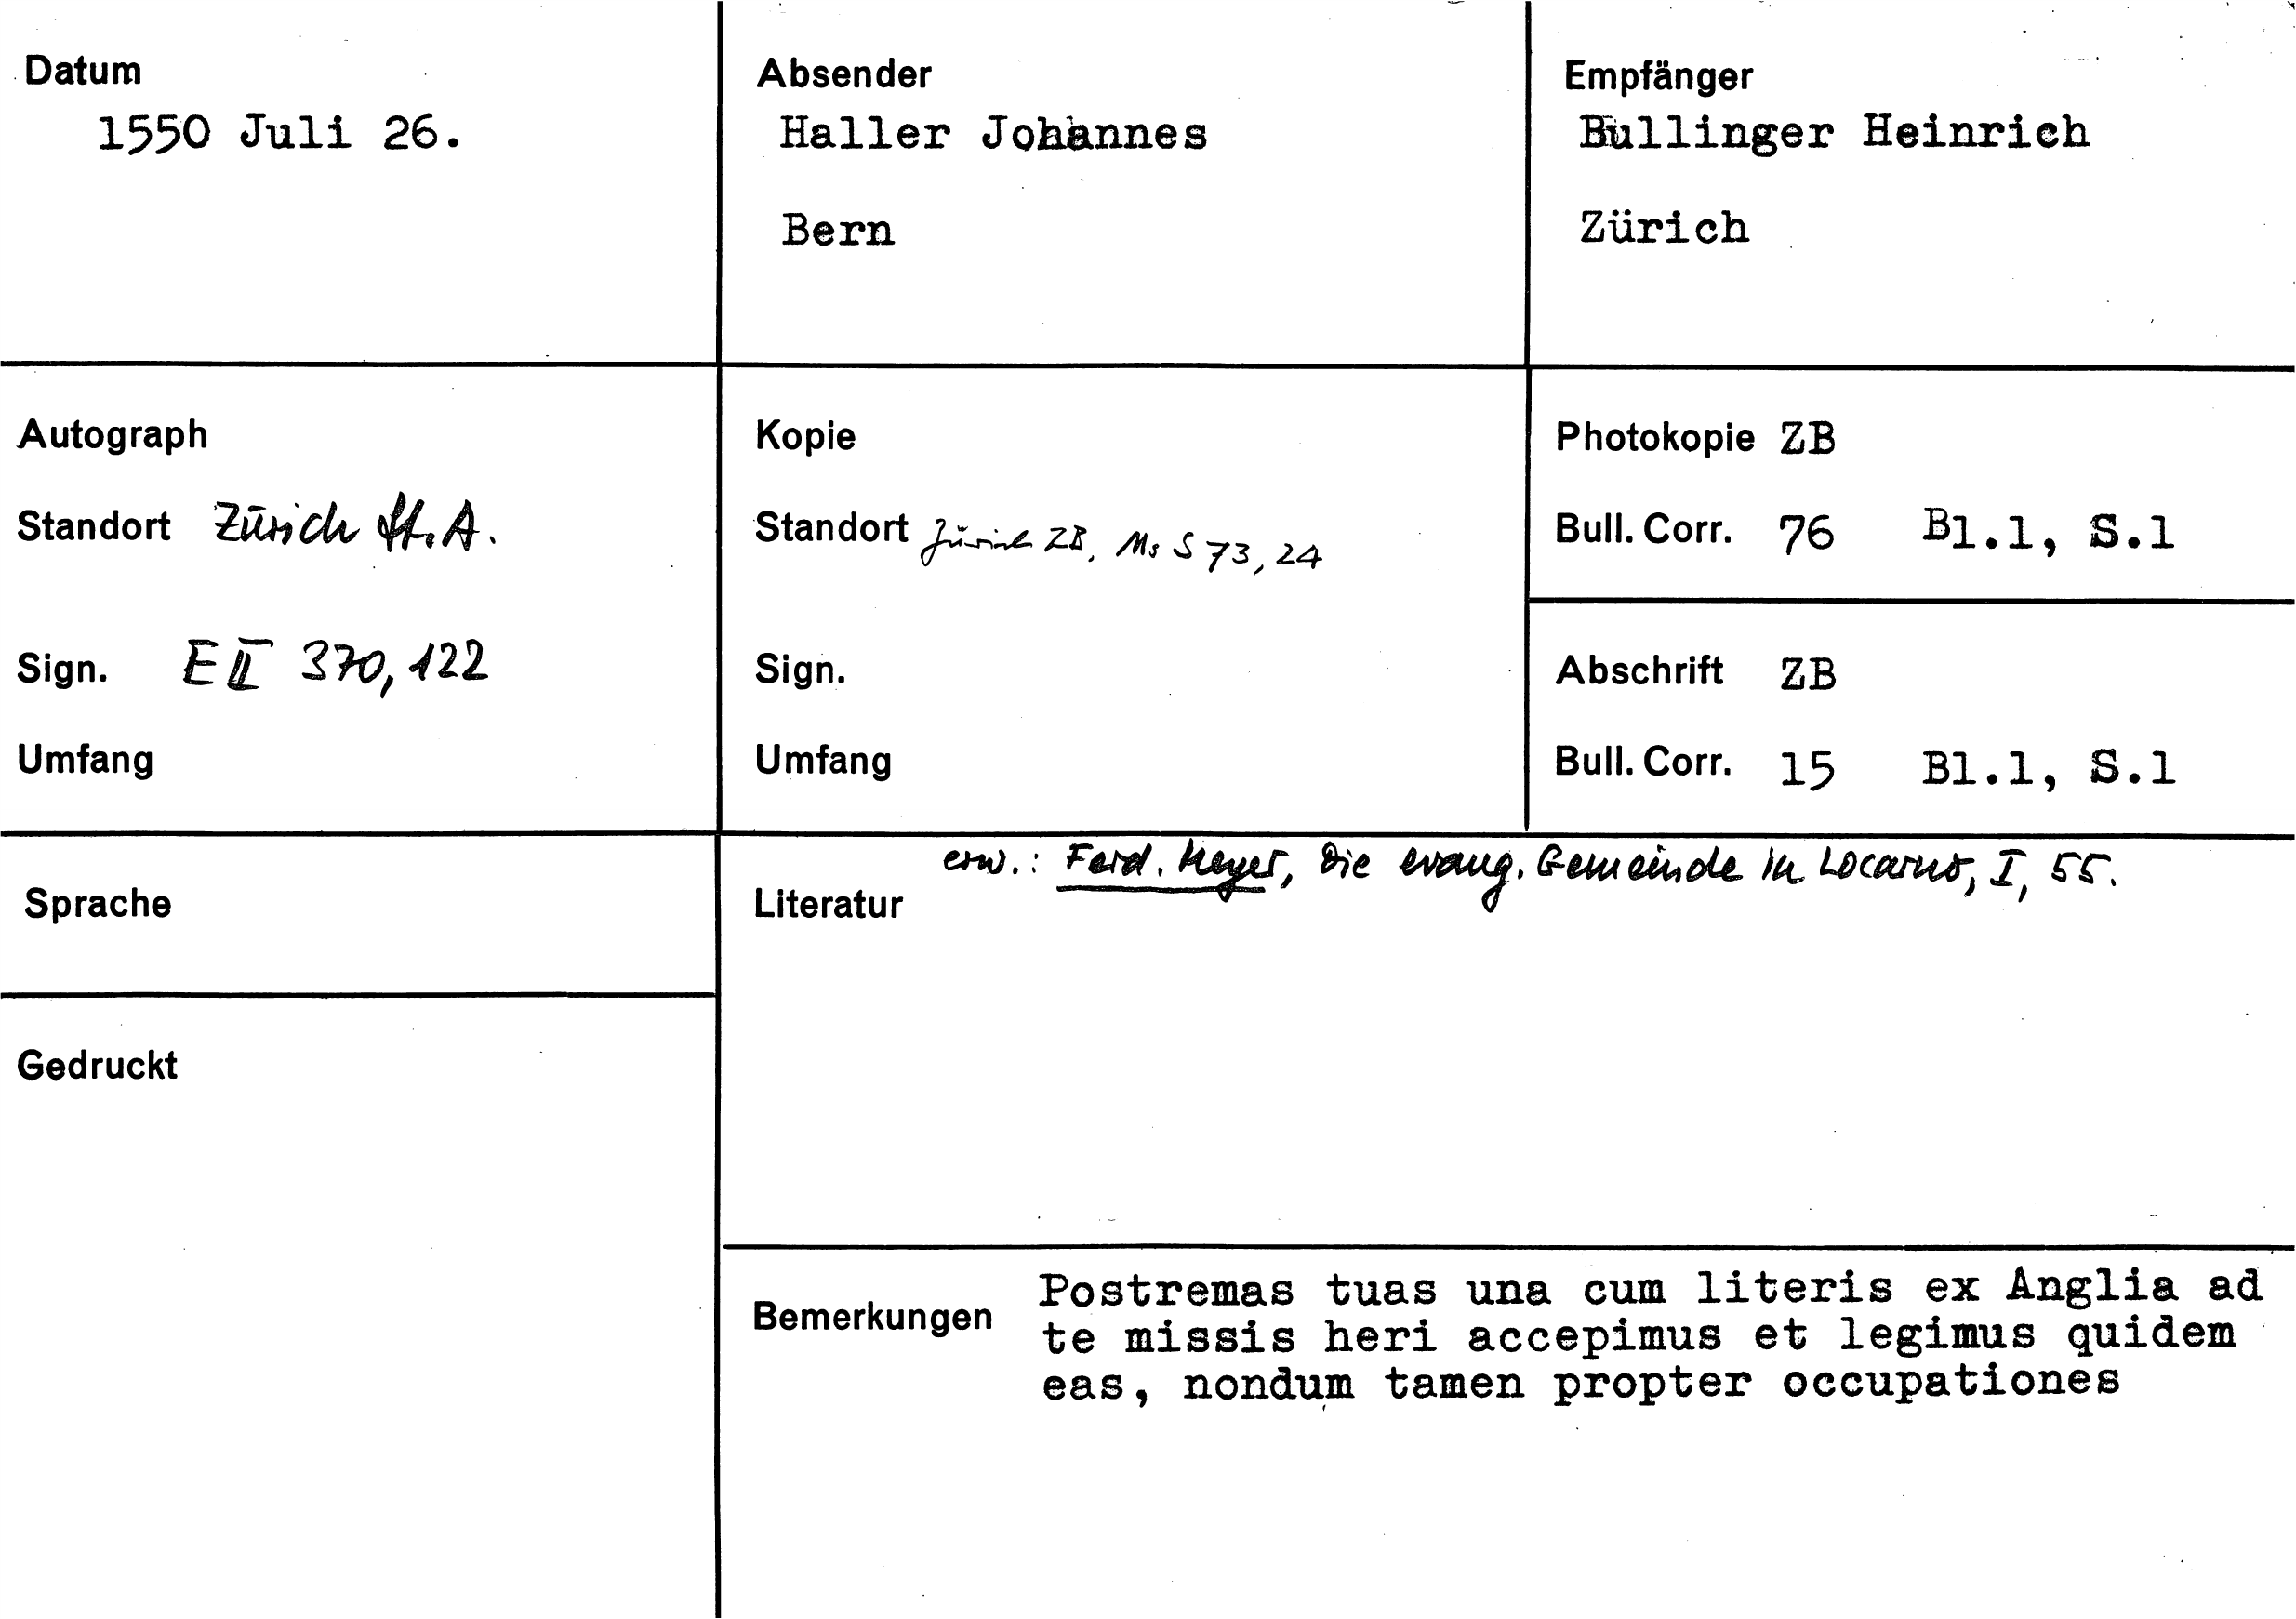 Datum
1550 Juli 26.
Absender
Haller Johannes
Bern
Empfänger
Bullinger Heinrich
Zürich
Autograph
Standort Zürich St.A.
Sign. E II 370, 122
Umfang
Kopie
Standort Zürich ZB, Ms S 73, 24
Sign.
Umfang
Photokopie ZB
Bull. Corr. 76 Bl.1, S.1
Abschrift ZB
Bull. Corr. 15 Bl.1, S.1
Sprache
Gedruckt
erw.: Ferd. Meyer, Die evang. Gemeinde in Locarno, I, 55.
Literatur
Bemerkungen
Postremas tuas una cum literis ex Anglia ad
te missis heri accepimus et legimus quidem
eas, nondum tamen propter occupationes